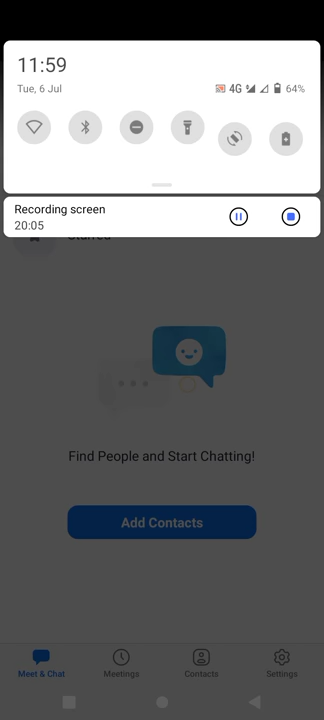 11:59
Tue, 6 Jul
4G
64%
Recording screen
20:05
Starred
Find People and Start Chatting!
Add Contacts
Meet & Chat
Meetings
Contacts
Settings